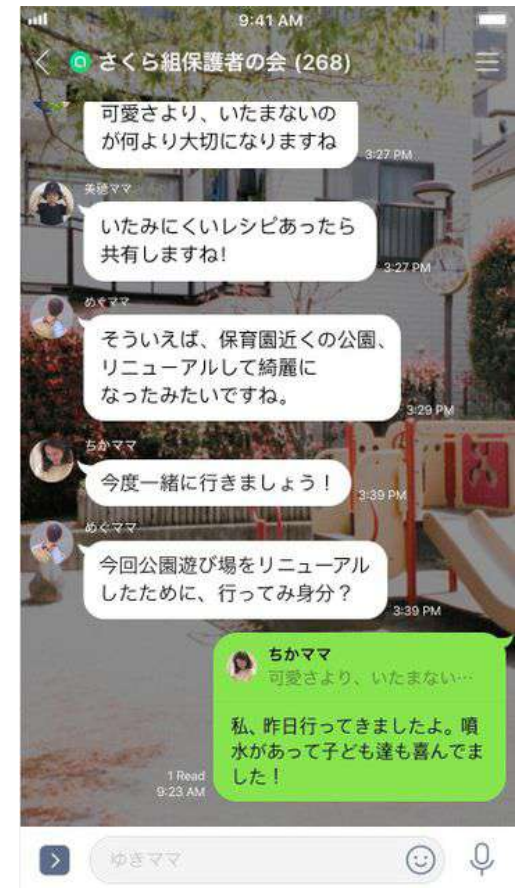 9:41 AM
さくら組保護者の会 (268)
可愛さより、いたまないの
が何より大切になりますね
3:27 PM
美穂ママ
いたみにくいレシピあったら
共有しますね!
3:27 PM
めぐママ
そういえば、保育園近くの公園、
リニューアルして綺麗に
なったみたいですね。
3:29 PM
ちかママ
今度一緒に行きましょう！
3:39 PM
めぐママ
今回公園遊び場をリニューアル
したために、行ってみ身分？
3:39 PM
ちかママ
可愛さより、いたまない…
私、昨日行ってきましたよ。噴
水があって子ども達も喜んでま
した！
1 Read
9:23 AM
ゆきママ